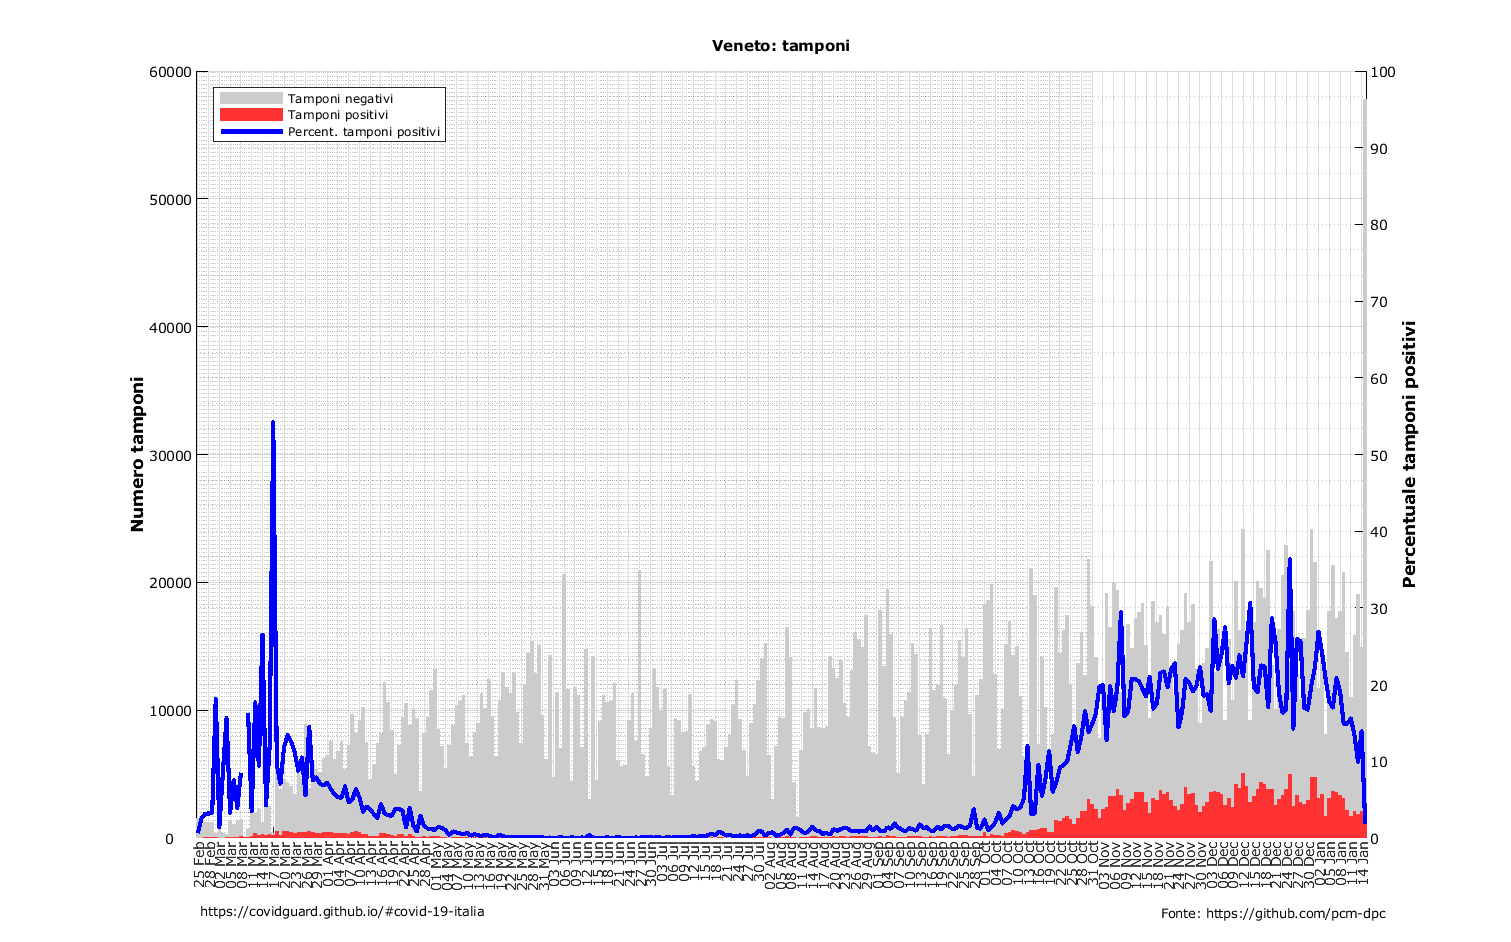 Veneto: tamponi
60000
50000
40000
30000
20000
10000
0
Numero tamponi
Tamponi negativi
Tamponi positivi
Percent. tamponi positivi
100
90
80
70
60
50
40
30
20
10
0
Percentuale tamponi positivi
25 Feb
28 Feb
02 Mar
05 Mar
08 Mar
11 Mar
14 Mar
17 Mar
20 Mar
23 Mar
26 Mar
29 Mar
01 Apr
04 Apr
07 Apr
10 Apr
13 Apr
16 Apr
19 Apr
22 Apr
25 Apr
28 Apr
01 May
04 May
07 May
10 May
13 May
16 May
19 May
22 May
25 May
28 May
31 May
03 Jun
06 Jun
09 Jun
12 Jun
15 Jun
18 Jun
21 Jun
24 Jun
27 Jun
30 Jun
03 Jul
06 Jul
09 Jul
12 Jul
15 Jul
18 Jul
21 Jul
24 Jul
27 Jul
30 Jul
02 Aug
05 Aug
08 Aug
11 Aug
14 Aug
17 Aug
20 Aug
23 Aug
26 Aug
29 Aug
01 Sep
04 Sep
07 Sep
10 Sep
13 Sep
16 Sep
19 Sep
22 Sep
25 Sep
28 Sep
01 Oct
04 Oct
07 Oct
10 Oct
13 Oct
16 Oct
19 Oct
22 Oct
25 Oct
28 Oct
31 Oct
03 Nov
06 Nov
09 Nov
12 Nov
15 Nov
18 Nov
21 Nov
24 Nov
27 Nov
30 Nov
03 Dec
06 Dec
09 Dec
12 Dec
15 Dec
18 Dec
21 Dec
24 Dec
27 Dec
30 Dec
02 Jan
05 Jan
08 Jan
11 Jan
14 Jan
https://covidguard.github.io/#covid-19-italia
Fonte: https://github.com/pcm-dpc